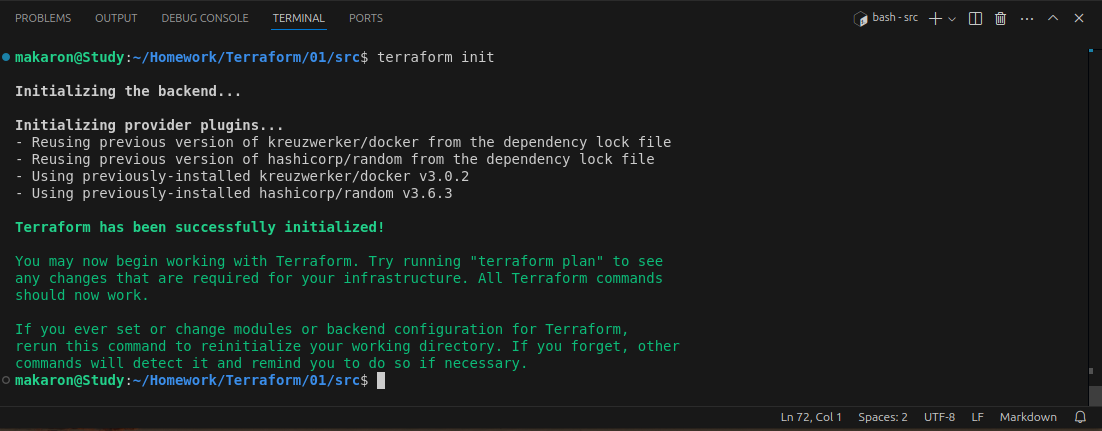 PROBLEMS OUTPUT DEBUG CONSOLE TERMINAL PORTS bash - src
makaron@Study:~/Homework/Terraform/01/src$ terraform init
Initializing the backend...
Initializing provider plugins...
- Reusing previous version of kreuzwerker/docker from the dependency lock file
- Reusing previous version of hashicorp/random from the dependency lock file
- Using previously-installed kreuzwerker/docker v3.0.2
- Using previously-installed hashicorp/random v3.6.3
Terraform has been successfully initialized!
You may now begin working with Terraform. Try running "terraform plan" to see
any changes that are required for your infrastructure. All Terraform commands
should now work.
If you ever set or change modules or backend configuration for Terraform,
rerun this command to reinitialize your working directory. If you forget, other
commands will detect it and remind you to do so if necessary.
makaron@Study:~/Homework/Terraform/01/src$
Ln 72, Col 1 Spaces: 2 UTF-8 LF Markdown